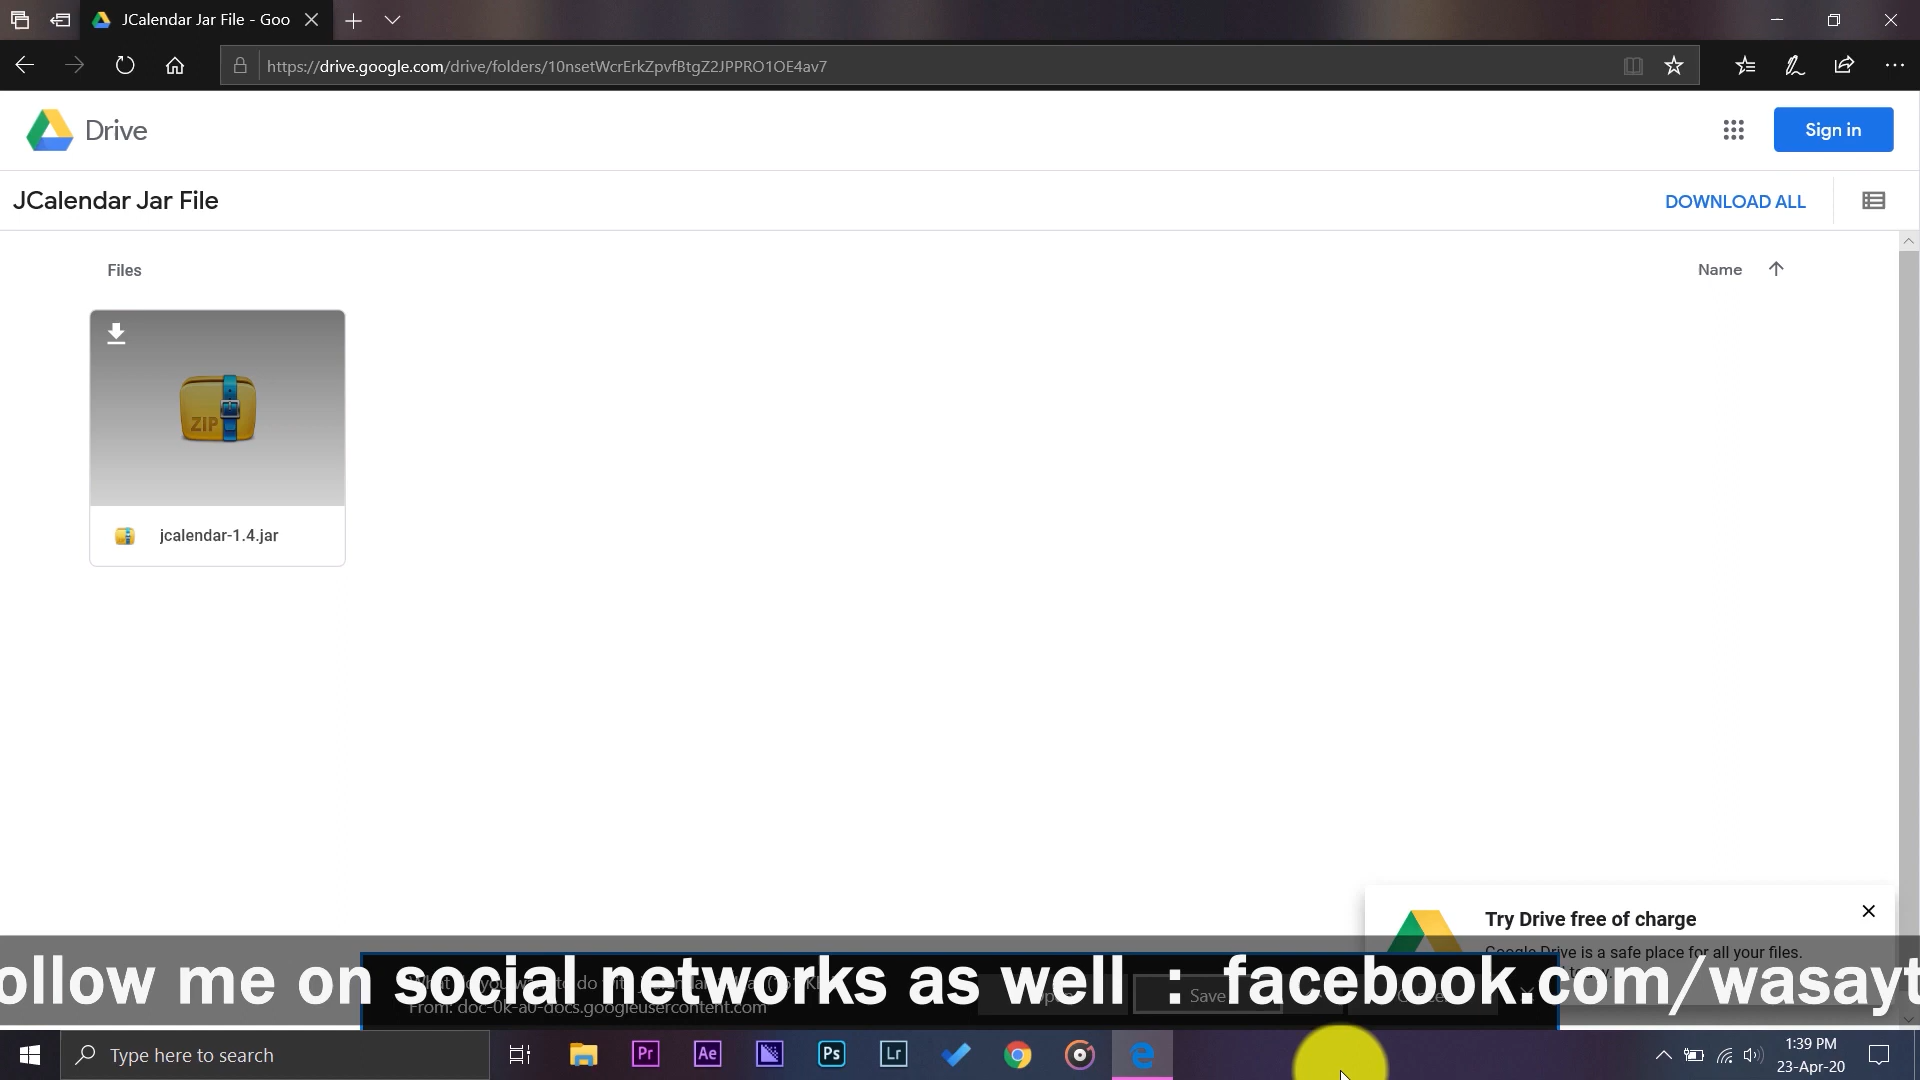 JCalendar Jar File - Goo
https://drive.google.com/drive/folders/10nsetWcrErkZpvfBtgZ2JPPRO1OE4av7
Drive
Sign in
JCalendar Jar File
DOWNLOAD ALL
Files
Name
ZIP
jcalendar-1.4.jar
Try Drive free of charge
Google Drive is a safe place for all your files.
ollow me on social networks as well : facebook.com/wasayt
Save
From: doc-0k-a0-docs.googleusercontent.com
Type here to search
Pr
Ae
Ps
Lr
1:39 PM
23-Apr-20